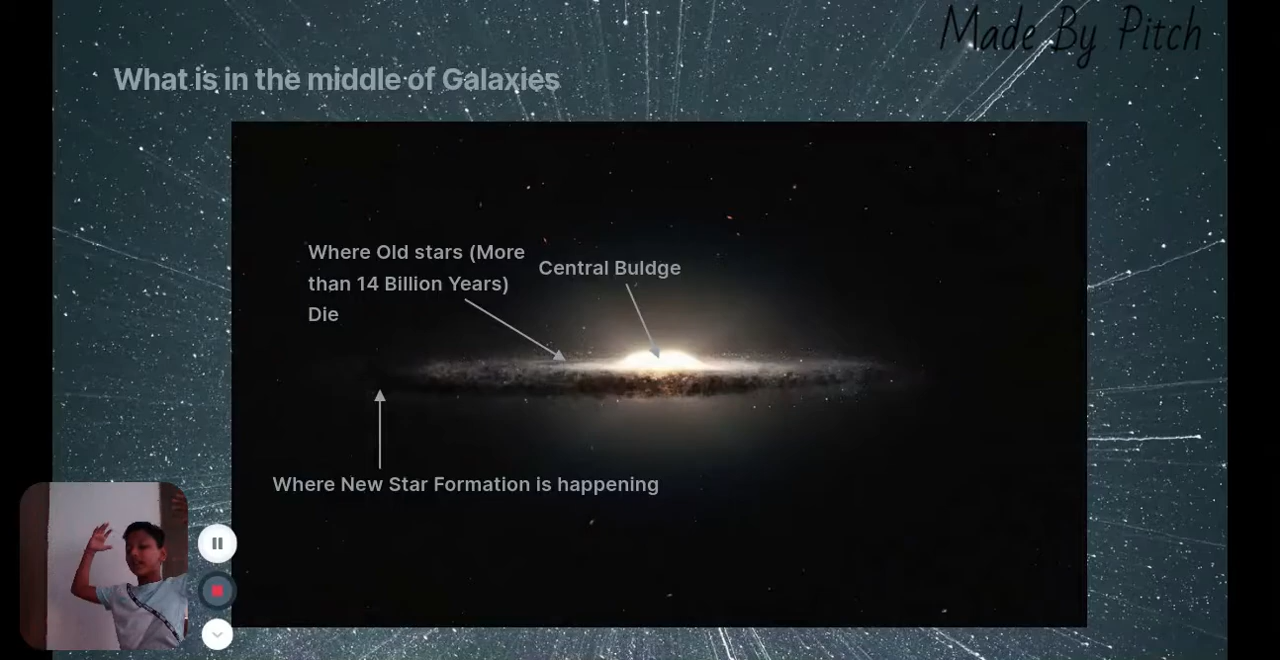 Made By Pitch
What is in the middle of Galaxies
Where Old stars (More
than 14 Billion Years)
Die
Central Buldge
Where New Star Formation is happening